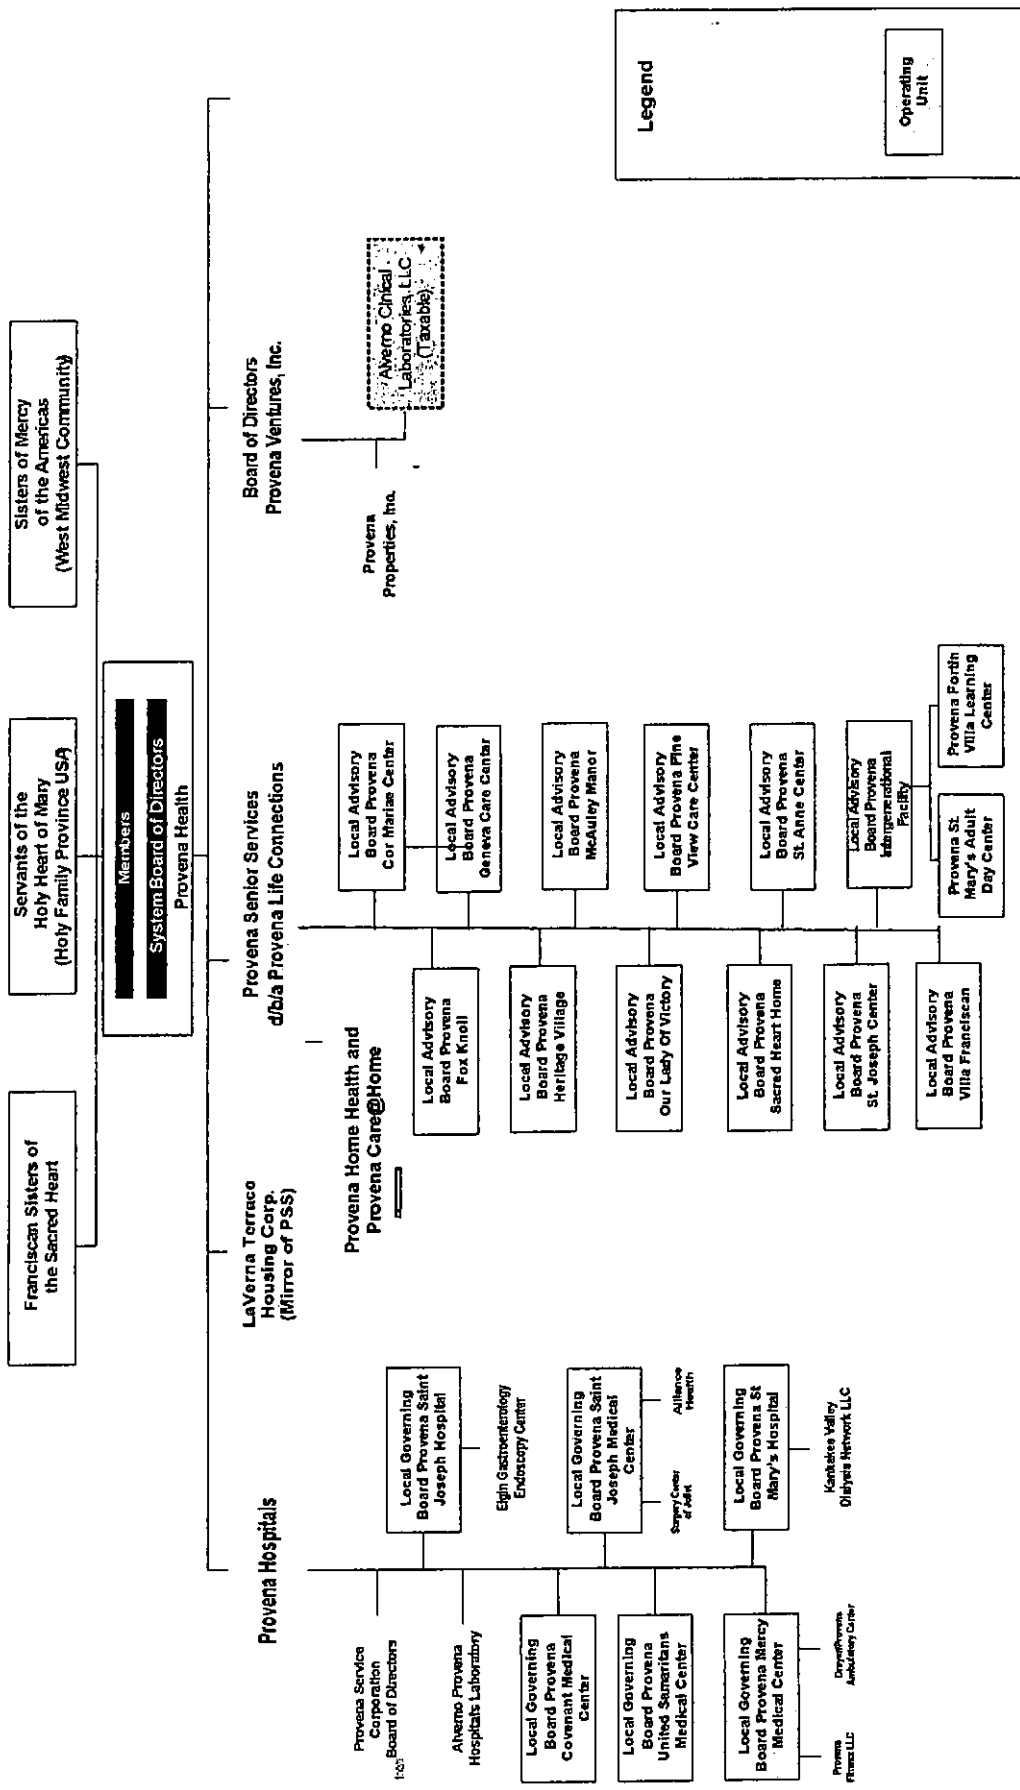 Franciscan Sisters of
the Sacred Heart
Servants of the
Holy Heart of Mary
(Holy Family Province USA)
Sisters of Mercy
of the Americas
(West Midwest Community)
Members
System Board of Directors
Provena Health
Provena Hospitals
LaVerna Terrace
Housing Corp.
(Mirror of PSS)
Provena Senior Services
d/b/a Provena Life Connections
Board of Directors
Provena Ventures, Inc.
Provena Service
Corporation
Board of Directors
Alverno Provena
Hospitals Laboratory
Local Governing
Board Provena
Covenant Medical
Center
Local Governing
Board Provena
United Samaritans
Medical Center
Local Governing
Board Provena Mercy
Medical Center
Provena
LLC
Dreyer/Provena
Ambulatory Center
Local Governing
Board Provena Saint
Joseph Hospital
Elgin Gastroenterology
Endoscopy Center
Local Governing
Board Provena Saint
Joseph Medical
Center
Surgery Center
of Joliet
Alliance
Health
Local Governing
Board Provena St
Mary's Hospital
Kankakee Valley
Dialysis Network LLC
Provena Home Health and
Provena Care@Home
Local Advisory
Board Provena
Fox Knoll
Local Advisory
Board Provena
Heritage Village
Local Advisory
Board Provena
Our Lady Of Victory
Local Advisory
Board Provena
Sacred Heart Home
Local Advisory
Board Provena
St. Joseph Center
Local Advisory
Board Provena
Villa Franciscan
Local Advisory
Board Provena
Cor Mariae Center
Local Advisory
Board Provena
Geneva Care Center
Local Advisory
Board Provena
McAuley Manor
Local Advisory
Board Provena Pine
View Care Center
Local Advisory
Board Provena
St. Anne Center
Local Advisory
Board Provena
Intergenerational
Facility
Provena St.
Mary's Adult
Day Center
Provena Fortin
Villa Learning
Center
Provena
Properties, Inc.
Alverno Clinical
Laboratories, LLC
(Taxable)
Legend
Operating
Unit